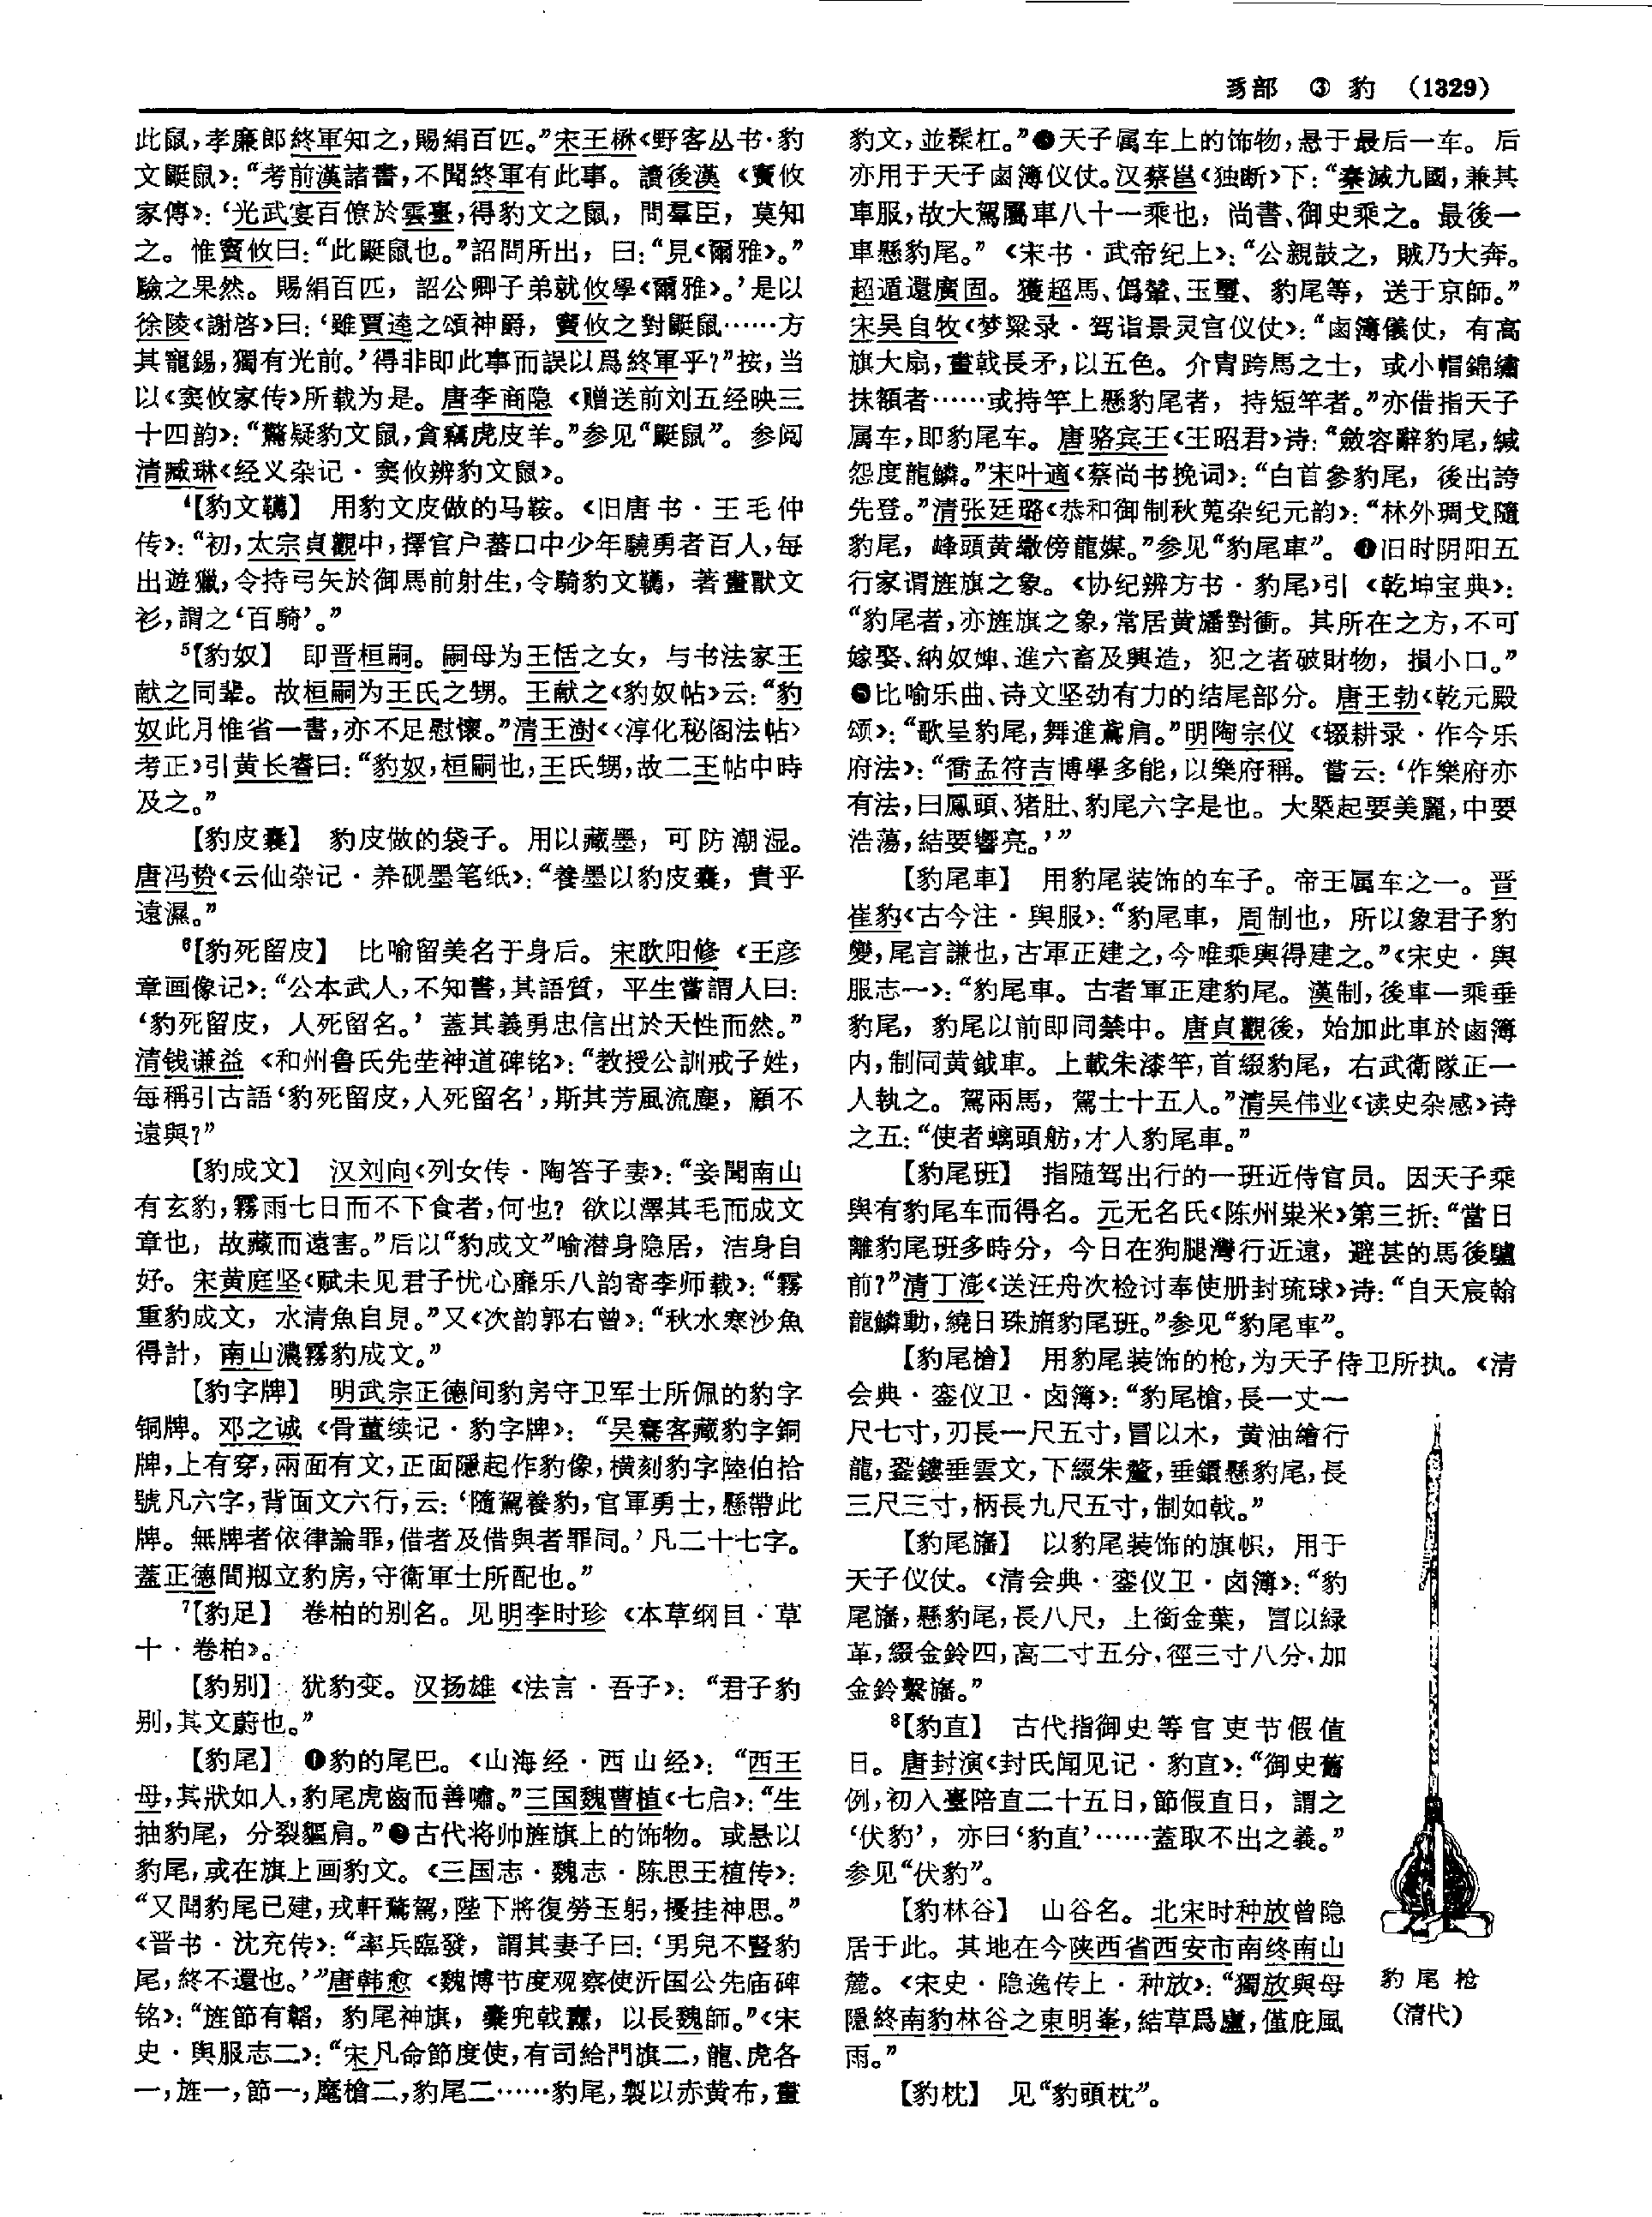 豸部 ③ 豹 (1329)
此鼠，孝廉郎終軍知之，賜絹百匹。”宋王楙《野客丛书·豹
文鼮鼠》：“考前漢諸書，不聞終軍有此事。讀後漢《竇攸
家傳》：‘光武宴百僚於雲臺，得豹文之鼠，問羣臣，莫知
之。惟竇攸曰：“此鼮鼠也。”詔問所出，曰：“見《爾雅》。”
驗之果然。賜絹百匹，詔公卿子弟就攸學《爾雅》。’是以
徐陵《謝啓》曰：‘雖賈逵之頌神爵，竇攸之對鼮鼠……方
其寵錫，獨有光前。’得非即此事而誤以爲終軍乎？”按，当
以《窦攸家传》所载为是。唐李商隐《赠送前刘五经映三
十四韵》：“驚疑豹文鼠，貪竊虎皮羊。”参见“鼮鼠”。参阅
清臧琳《经义杂记·窦攸辨豹文鼠》。
4【豹文韉】 用豹文皮做的马鞍。《旧唐书·王毛仲
传》：“初，太宗貞觀中，擇官户蕃口中少年驍勇者百人，每
出遊獵，令持弓矢於御馬前射生，令騎豹文韉，著畫獸文
衫，謂之‘百騎’。”
5【豹奴】 即晋桓嗣。嗣母为王恬之女，与书法家王
献之同辈。故桓嗣为王氏之甥。王献之《豹奴帖》云：“豹
奴此月惟省一書，亦不足慰懷。”清王澍《〈淳化秘阁法帖〉
考正》引黄长睿曰：“豹奴，桓嗣也，王氏甥，故二王帖中時
及之。”
【豹皮囊】 豹皮做的袋子。用以藏墨，可防潮湿。
唐冯贽《云仙杂记·养砚墨笔纸》：“養墨以豹皮囊，貴乎
遠濕。”
6【豹死留皮】 比喻留美名于身后。宋欧阳修《王彦
章画像记》：“公本武人，不知書，其語質，平生嘗謂人曰：
‘豹死留皮，人死留名。’蓋其義勇忠信出於天性而然。”
清钱谦益《和州鲁氏先茔神道碑铭》：“教授公訓戒子姓，
每稱引古語‘豹死留皮，人死留名’，斯其芳風流塵，顧不
遠與？”
【豹成文】 汉刘向《列女传·陶答子妻》：“妾聞南山
有玄豹，霧雨七日而不下食者，何也？欲以澤其毛而成文
章也，故藏而遠害。”后以“豹成文”喻潜身隐居，洁身自
好。宋黄庭坚《赋未见君子忧心靡乐八韵寄李师载》：“霧
重豹成文，水清魚自見。”又《次韵郭右曾》：“秋水寒沙魚
得計，南山濃霧豹成文。”
【豹字牌】 明武宗正德间豹房守卫军士所佩的豹字
铜牌。邓之诚《骨董续记·豹字牌》：“吴騫客藏豹字銅
牌，上有穿，兩面有文，正面隱起作豹像，横刻豹字陸伯拾
號凡六字，背面文六行，云：‘隨駕養豹，官軍勇士，懸帶此
牌。無牌者依律論罪，借者及借與者罪同。’凡二十七字。
蓋正德間剏立豹房，守衛軍士所配也。”
7【豹足】 卷柏的别名。见明李时珍《本草纲目·草
十·卷柏》。
【豹别】 犹豹变。汉扬雄《法言·吾子》：“君子豹
别，其文蔚也。”
【豹尾】 ❶豹的尾巴。《山海经·西山经》：“西王
母，其狀如人，豹尾虎齒而善嘯。”三国魏曹植《七启》：“生
抽豹尾，分裂貙肩。”❷古代将帅旌旗上的饰物。或悬以
豹尾，或在旗上画豹文。《三国志·魏志·陈思王植传》：
“又聞豹尾已建，戎軒騖駕，陛下將復勞玉躬，擾挂神思。”
《晋书·沈充传》：“率兵臨發，謂其妻子曰：‘男兒不豎豹
尾，終不還也。’”唐韩愈《魏博节度观察使沂国公先庙碑
铭》：“旌節有韜，豹尾神旗，櫜兜戟纛，以長魏師。”《宋
史·舆服志二》：“宋凡命節度使，有司給門旗二，龍、虎各
一，旌一，節一，麾槍二，豹尾二……豹尾，製以赤黄布，畫
豹文，並髹杠。”❸天子属车上的饰物，悬于最后一车。后
亦用于天子卤簿仪仗。汉蔡邕《独断》下：“秦滅九國，兼其
車服，故大駕屬車八十一乘也，尚書、御史乘之。最後一
車懸豹尾。”《宋书·武帝纪上》：“公親鼓之，賊乃大奔。
超遁還廣固。獲超馬、僞輦、玉璽、豹尾等，送于京師。”
宋吴自牧《梦粱录·驾诣景灵宫仪仗》：“鹵簿儀仗，有高
旗大扇，畫戟長矛，以五色。介胄跨馬之士，或小帽錦繡
抹額者……或持竿上懸豹尾者，持短竿者。”亦借指天子
属车，即豹尾车。唐骆宾王《王昭君》诗：“斂容辭豹尾，緘
怨度龍鱗。”宋叶適《蔡尚书挽词》：“白首參豹尾，後出誇
先登。”清张廷璐《恭和御制秋蒐杂纪元韵》：“林外琱戈隨
豹尾，峰頭黄繖傍龍媒。”参见“豹尾車”。❹旧时阴阳五
行家谓旌旗之象。《协纪辨方书·豹尾》引《乾坤宝典》：
“豹尾者，亦旌旗之象，常居黄旛對衝。其所在之方，不可
嫁娶、納奴婢、進六畜及興造，犯之者破財物，損小口。”
❺比喻乐曲、诗文坚劲有力的结尾部分。唐王勃《乾元殿
颂》：“歌呈豹尾，舞進鳶肩。”明陶宗仪《辍耕录·作今乐
府法》：“喬孟符吉博學多能，以樂府稱。嘗云：‘作樂府亦
有法，曰鳳頭、猪肚、豹尾六字是也。大槩起要美麗，中要
浩蕩，結要響亮。’”
【豹尾車】 用豹尾装饰的车子。帝王属车之一。晋
崔豹《古今注·舆服》：“豹尾車，周制也，所以象君子豹
變，尾言謙也，古軍正建之，今唯乘輿得建之。”《宋史·舆
服志一》：“豹尾車。古者軍正建豹尾。漢制，後車一乘垂
豹尾，豹尾以前即同禁中。唐貞觀後，始加此車於鹵簿
内，制同黄鉞車。上載朱漆竿，首綴豹尾，右武衛隊正一
人執之。駕兩馬，駕士十五人。”清吴伟业《读史杂感》诗
之五：“使者螭頭舫，才人豹尾車。”
【豹尾班】 指随驾出行的一班近侍官员。因天子乘
舆有豹尾车而得名。元无名氏《陈州粜米》第三折：“當日
離豹尾班多時分，今日在狗腿灣行近遠，避甚的馬後驢
前？”清丁澎《送汪舟次检讨奉使册封琉球》诗：“自天宸翰
龍鱗動，繞日珠旓豹尾班。”参见“豹尾車”。
【豹尾槍】 用豹尾装饰的枪，为天子侍卫所执。《清
会典·銮仪卫·卤簿》：“豹尾槍，長一丈一
尺七寸，刃長一尺五寸，冒以木，黄油繪行
龍，銎鏤垂雲文，下綴朱氂，垂鐶懸豹尾，長
三尺三寸，柄長九尺五寸，制如戟。”
【豹尾旛】 以豹尾装饰的旗帜，用于
天子仪仗。《清会典·銮仪卫·卤簿》：“豹
尾旛，懸豹尾，長八尺，上銜金葉，冒以緑
革，綴金鈴四，高二寸五分，徑三寸八分，加
金鈴繫旛。”
8【豹直】 古代指御史等官吏节假值
日。唐封演《封氏闻见记·豹直》：“御史舊
例，初入臺陪直二十五日，節假直日，謂之
‘伏豹’，亦曰‘豹直’……蓋取不出之義。”
参见“伏豹”。
【豹林谷】 山谷名。北宋时种放曾隐
居于此。其地在今陕西省西安市南终南山
麓。《宋史·隐逸传上·种放》：“獨放與母
隱終南豹林谷之東明峯，結草爲廬，僅庇風
雨。”
【豹枕】 见“豹頭枕”。
豹尾枪
（清代）